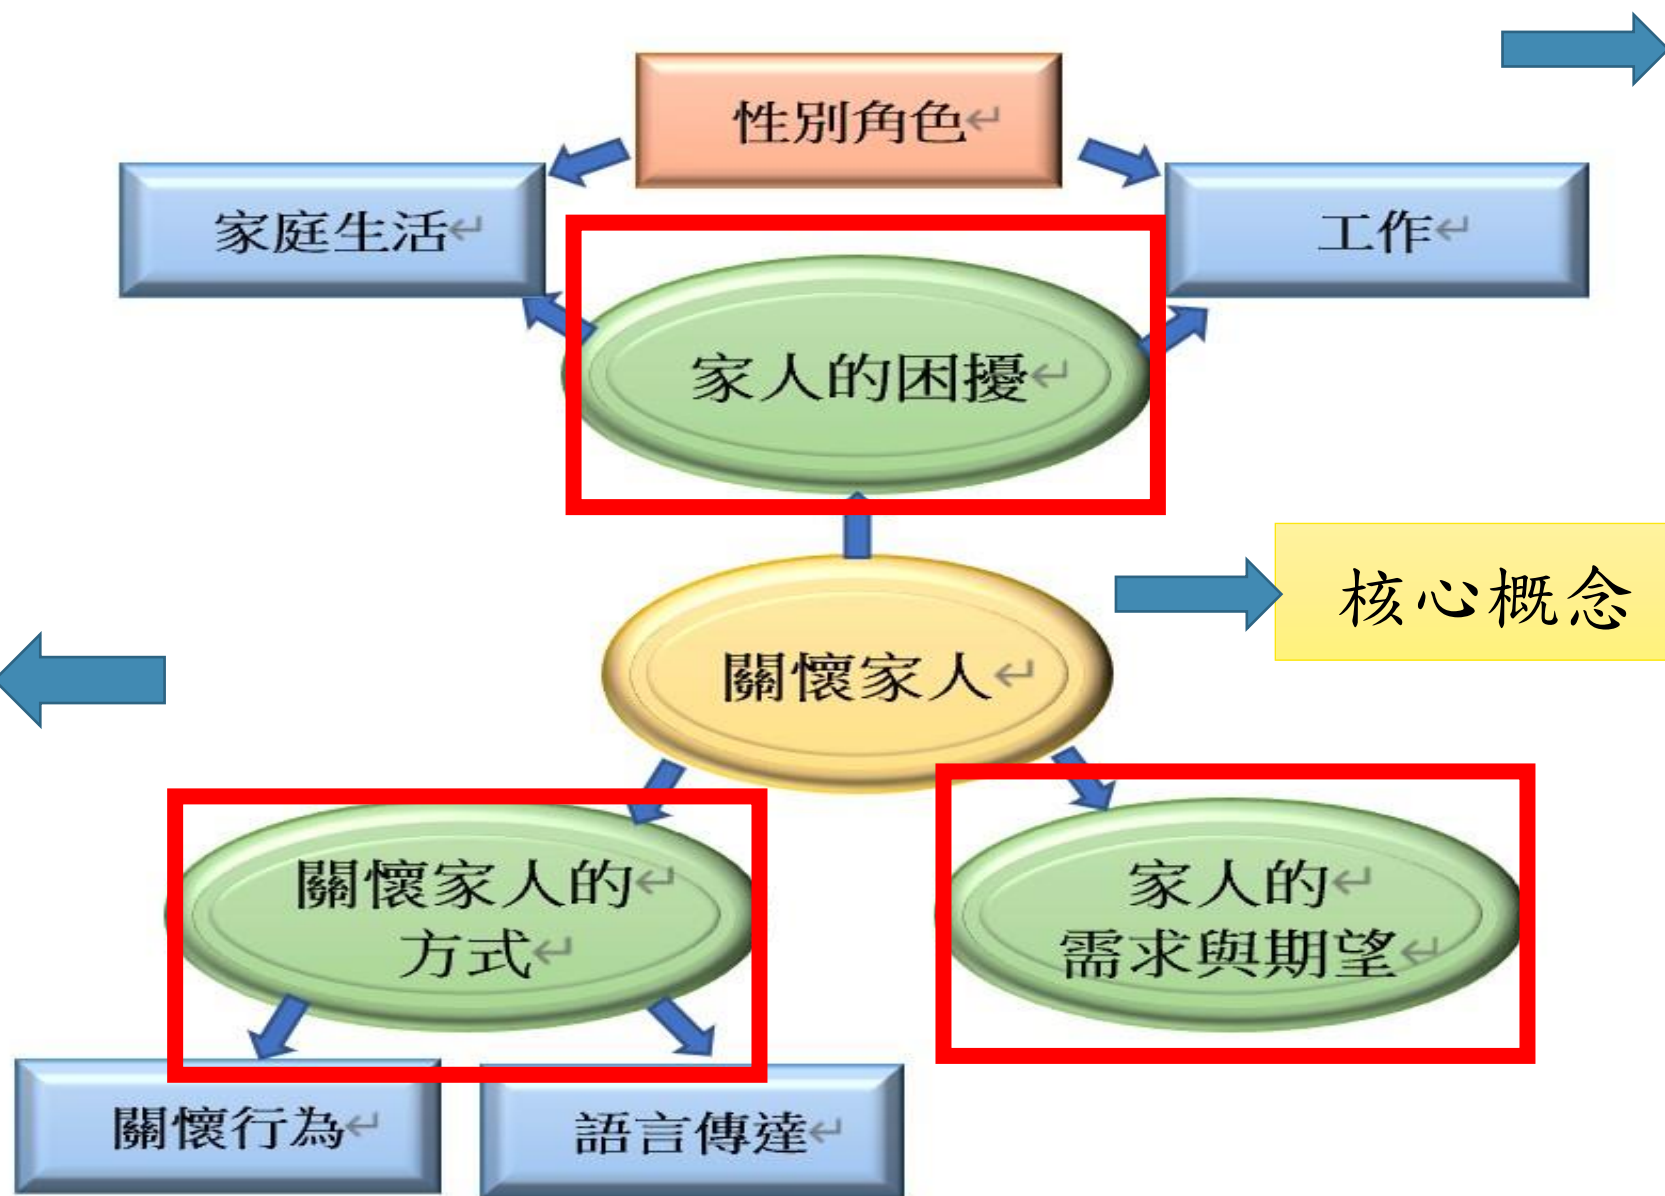 性別角色
家庭生活
工作
家人的困擾
核心概念
關懷家人
關懷家人的
方式
家人的
需求與期望
關懷行為
語言傳達